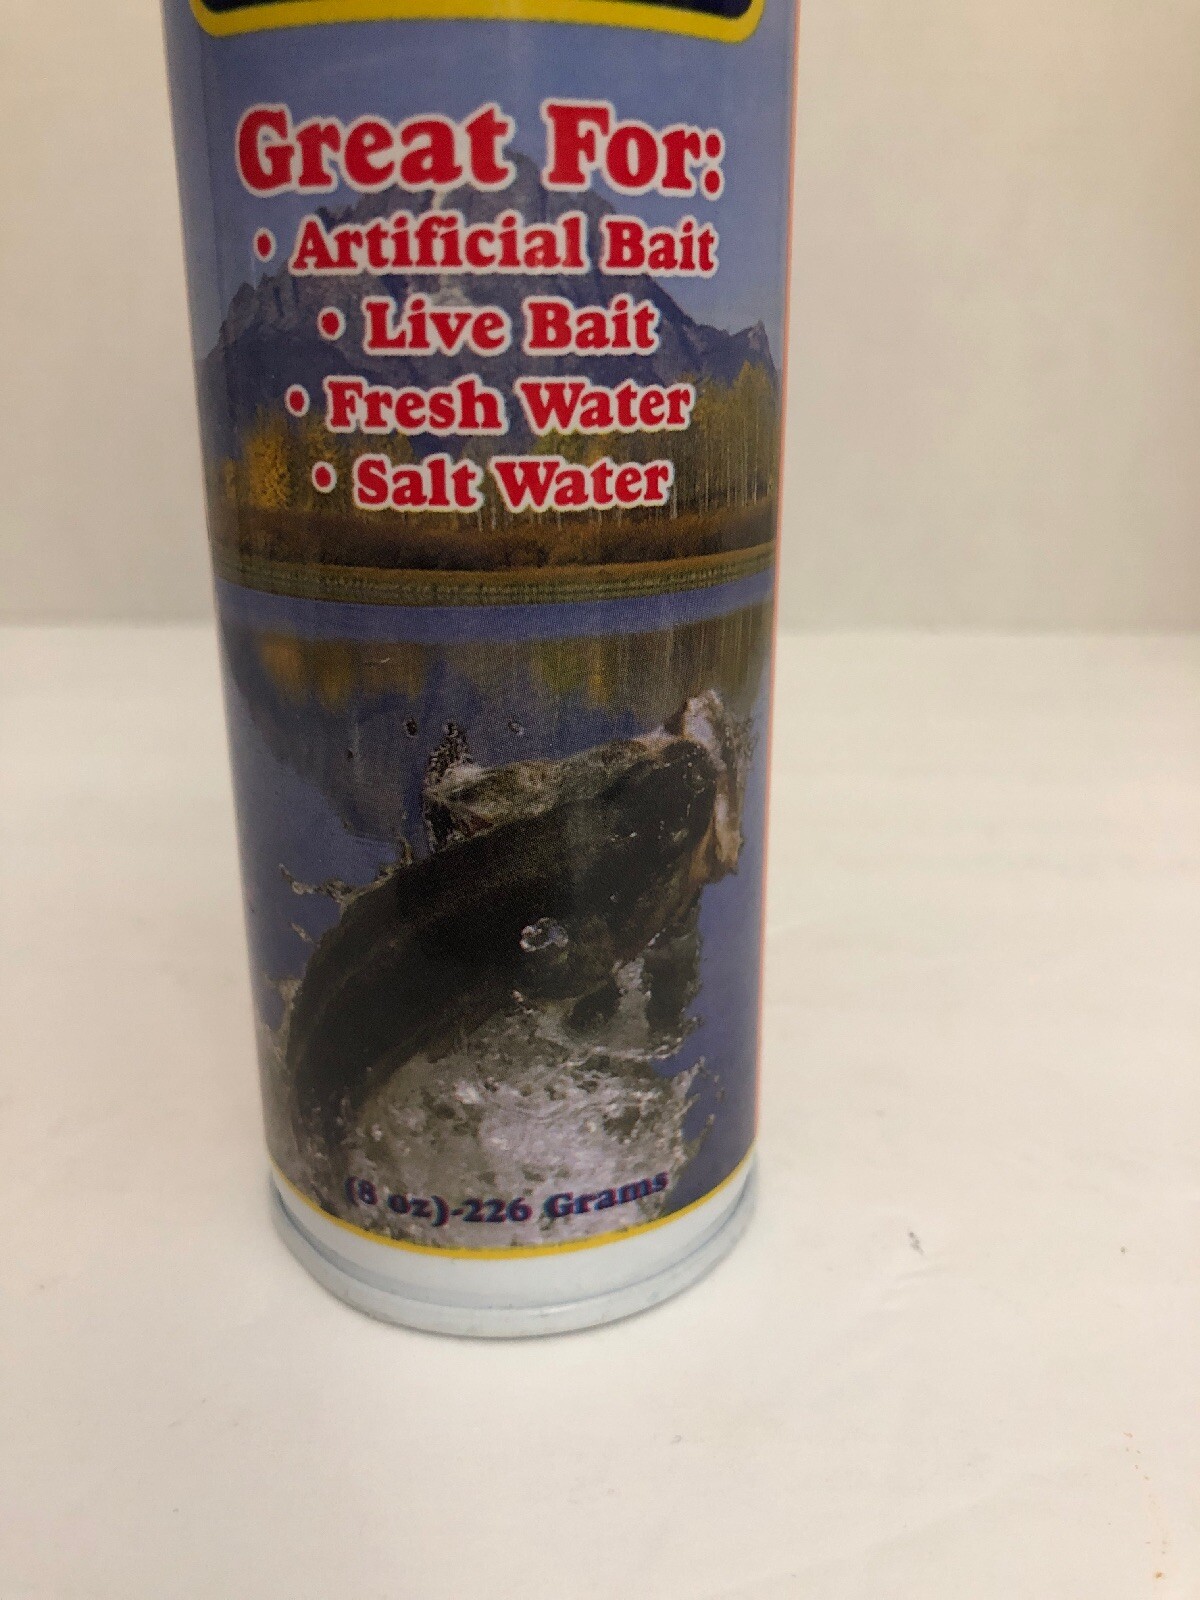 Great For:
• Artificial Bait
• Live Bait
• Fresh Water
• Salt Water
(8 oz)-226 Grams